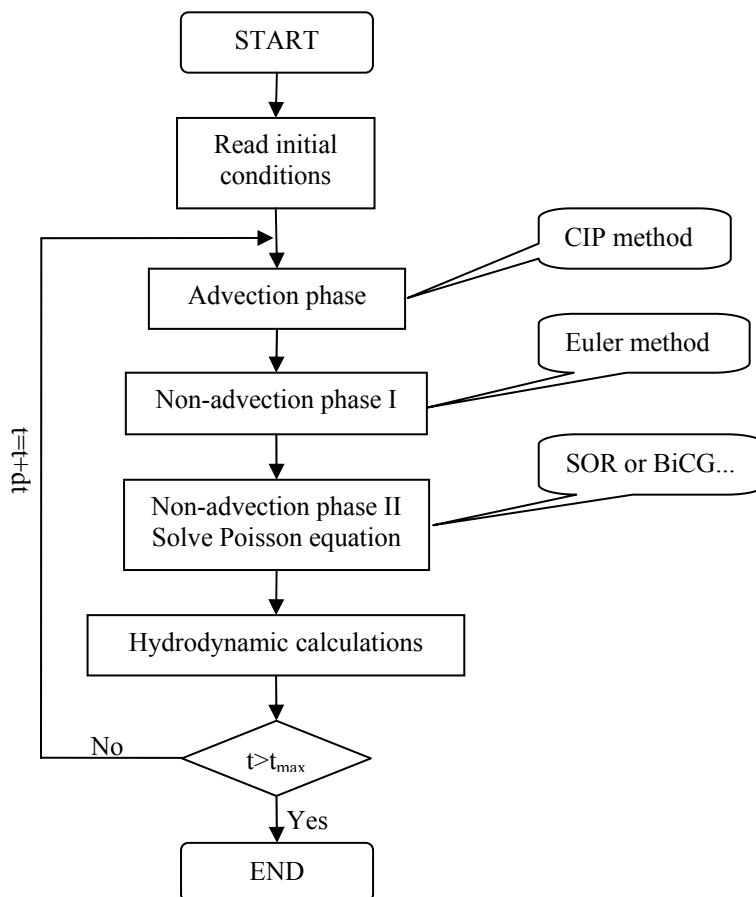 START
Read initial
conditions
CIP method
Advection phase
Euler method
Non-advection phase I
t=t+dt
SOR or BiCG...
Non-advection phase II
Solve Poisson equation
Hydrodynamic calculations
No
t>tmax
Yes
END